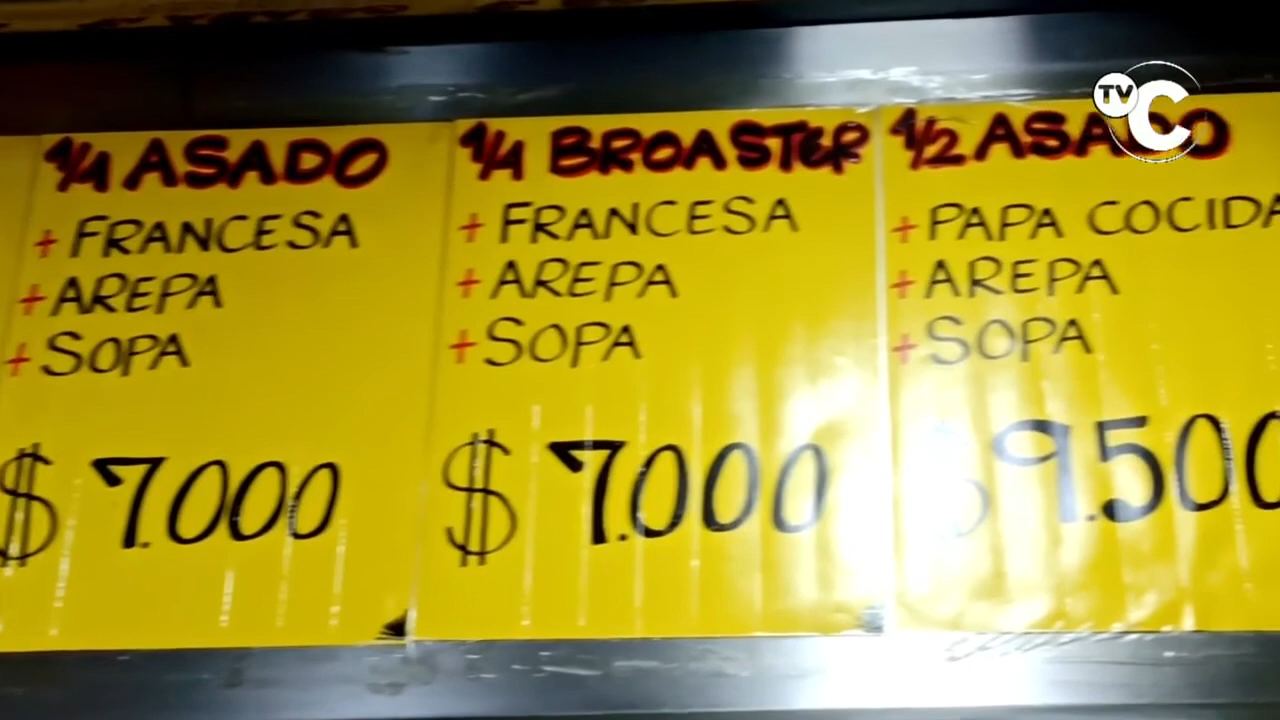 1/4 ASADO
+ FRANCESA
+ AREPA
+ SOPA
$ 7.000
1/4 BROASTER
+ FRANCESA
+ AREPA
+ SOPA
$ 7.000
1/2 ASADO
+ PAPA COCIDA
+ AREPA
+ SOPA
$ 9.500
TVC